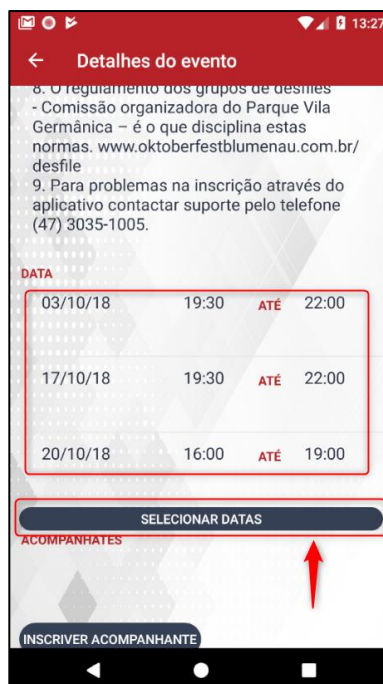 13:27
Detalhes do evento
8. O regulamento dos grupos de desfiles
- Comissão organizadora do Parque Vila
Germânica – é o que disciplina estas
normas. www.oktoberfestblumenau.com.br/
desfile
9. Para problemas na inscrição através do
aplicativo contactar suporte pelo telefone
(47) 3035-1005.
DATA
03/10/18 19:30 ATÉ 22:00
17/10/18 19:30 ATÉ 22:00
20/10/18 16:00 ATÉ 19:00
SELECIONAR DATAS
ACOMPANHATES
INSCRIVER ACOMPANHANTE